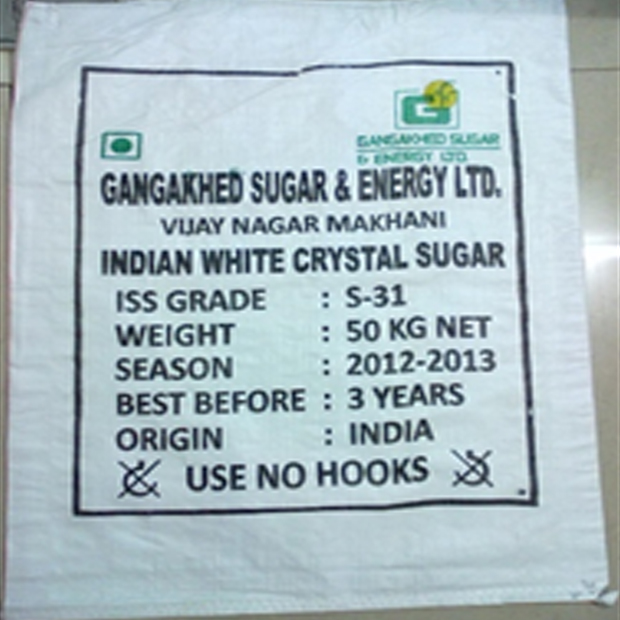 GANGAKHED SUGAR
& ENERGY LTD.
GANGAKHED SUGAR & ENERGY LTD.
VIJAY NAGAR MAKHANI
INDIAN WHITE CRYSTAL SUGAR
ISS GRADE : S-31
WEIGHT : 50 KG NET
SEASON : 2012-2013
BEST BEFORE : 3 YEARS
ORIGIN : INDIA
USE NO HOOKS